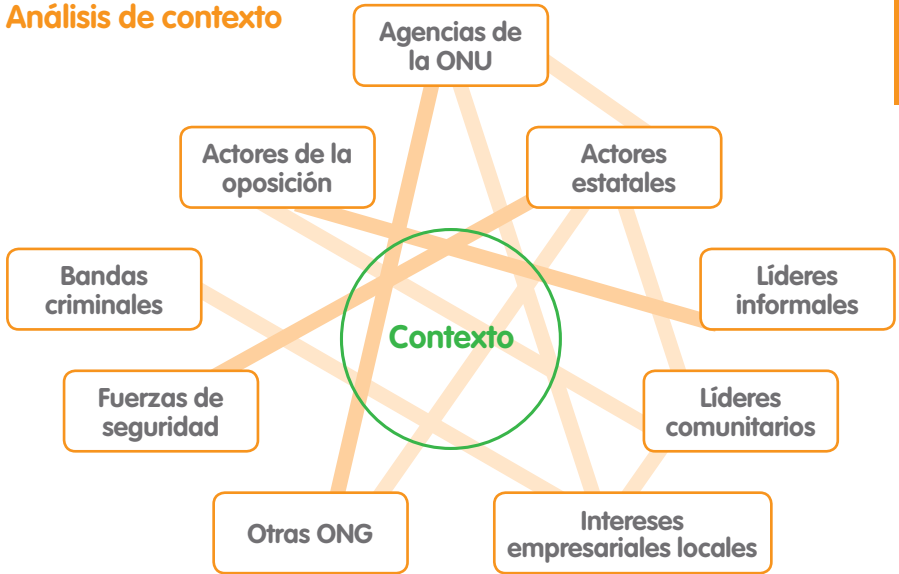 Análisis de contexto
Agencias de
la ONU
Actores de la
oposición
Actores
estatales
Bandas
criminales
Líderes
informales
Contexto
Fuerzas de
seguridad
Líderes
comunitarios
Otras ONG
Intereses
empresariales locales